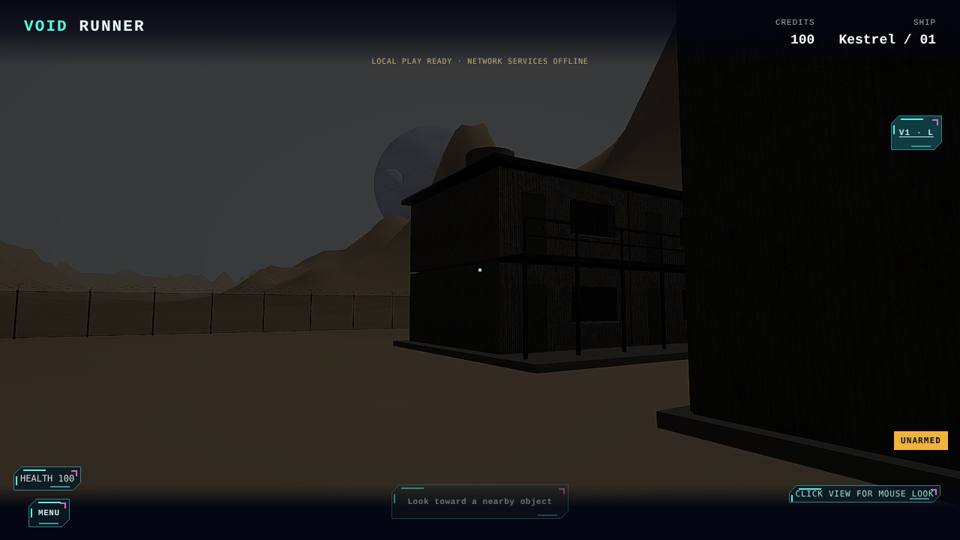 VOID RUNNER
CREDITS
100
SHIP
Kestrel / 01
LOCAL PLAY READY · NETWORK SERVICES OFFLINE
V1 · L
UNARMED
HEALTH 100
MENU
Look toward a nearby object
CLICK VIEW FOR MOUSE LOOK